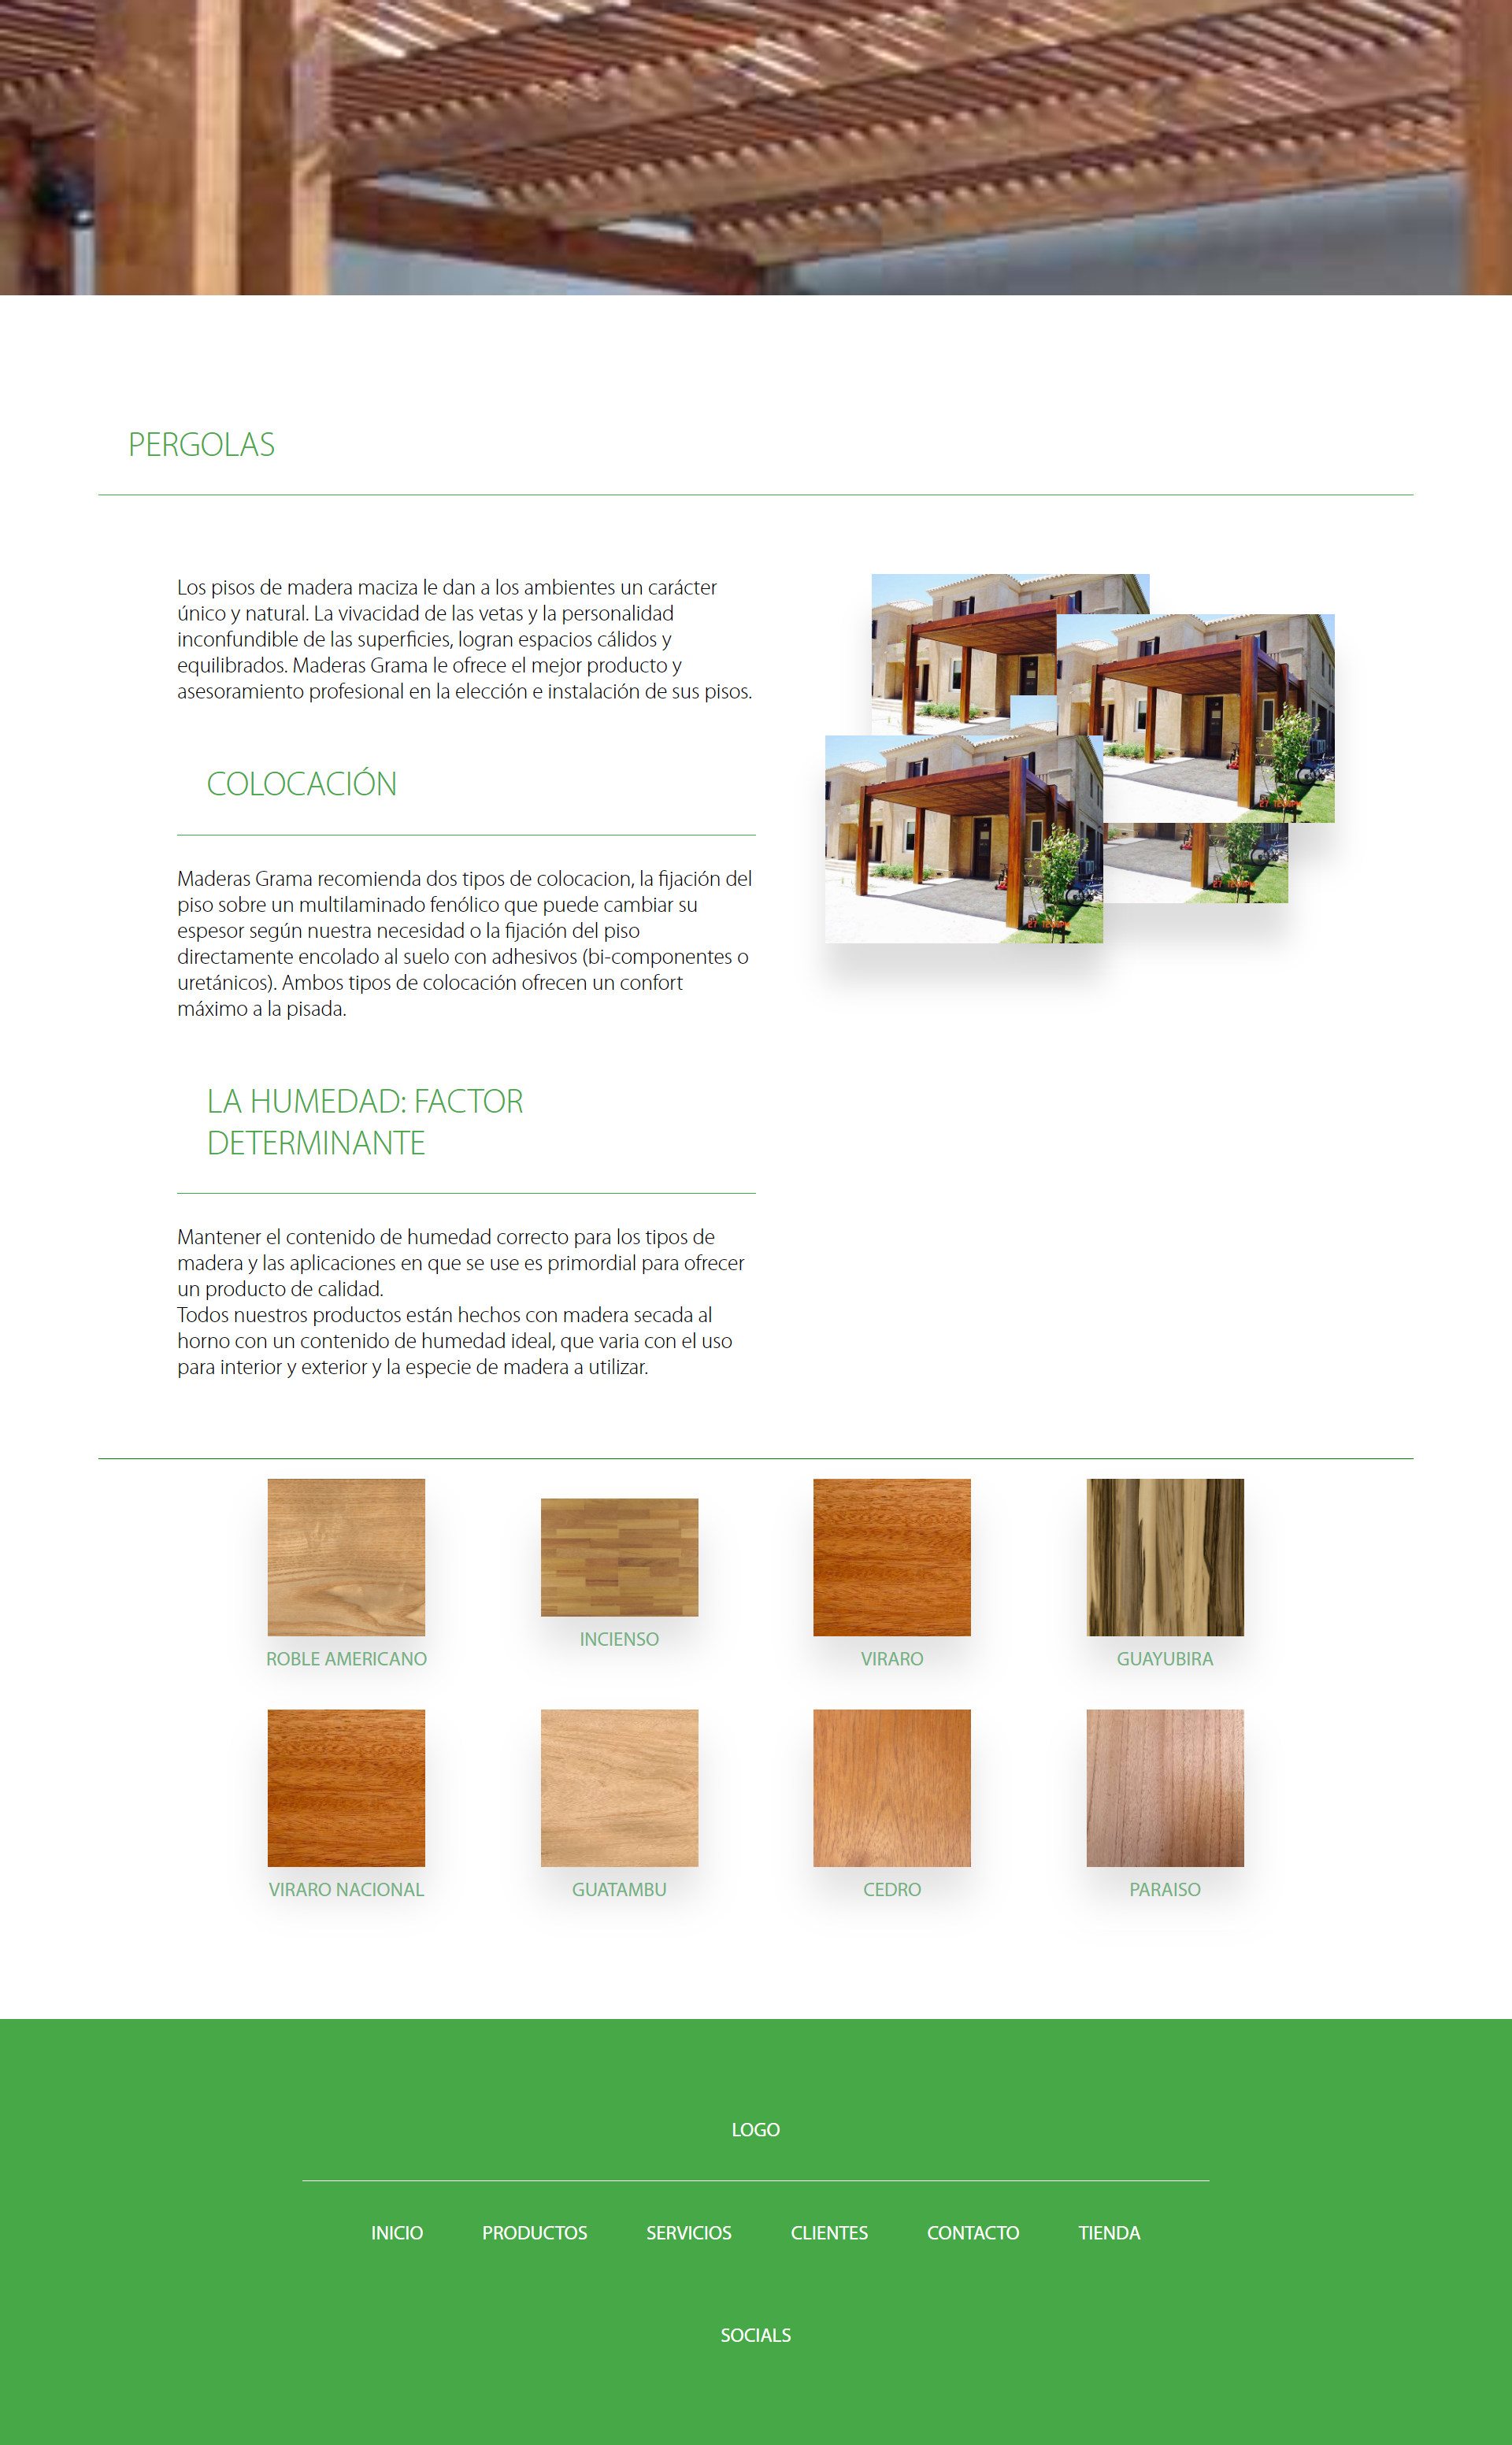 PERGOLAS
Los pisos de madera maciza le dan a los ambientes un carácter
único y natural. La vivacidad de las vetas y la personalidad
inconfundible de las superficies, logran espacios cálidos y
equilibrados. Maderas Grama le ofrece el mejor producto y
asesoramiento profesional en la elección e instalación de sus pisos.
COLOCACIÓN
Maderas Grama recomienda dos tipos de colocacion, la fijación del
piso sobre un multilaminado fenólico que puede cambiar su
espesor según nuestra necesidad o la fijación del piso
directamente encolado al suelo con adhesivos (bi-componentes o
uretánicos). Ambos tipos de colocación ofrecen un confort
máximo a la pisada.
LA HUMEDAD: FACTOR
DETERMINANTE
Mantener el contenido de humedad correcto para los tipos de
madera y las aplicaciones en que se use es primordial para ofrecer
un producto de calidad.
Todos nuestros productos están hechos con madera secada al
horno con un contenido de humedad ideal, que varia con el uso
para interior y exterior y la especie de madera a utilizar.
ROBLE AMERICANO
INCIENSO
VIRARO
GUAYUBIRA
VIRARO NACIONAL
GUATAMBU
CEDRO
PARAISO
LOGO
INICIO PRODUCTOS SERVICIOS CLIENTES CONTACTO TIENDA
SOCIALS